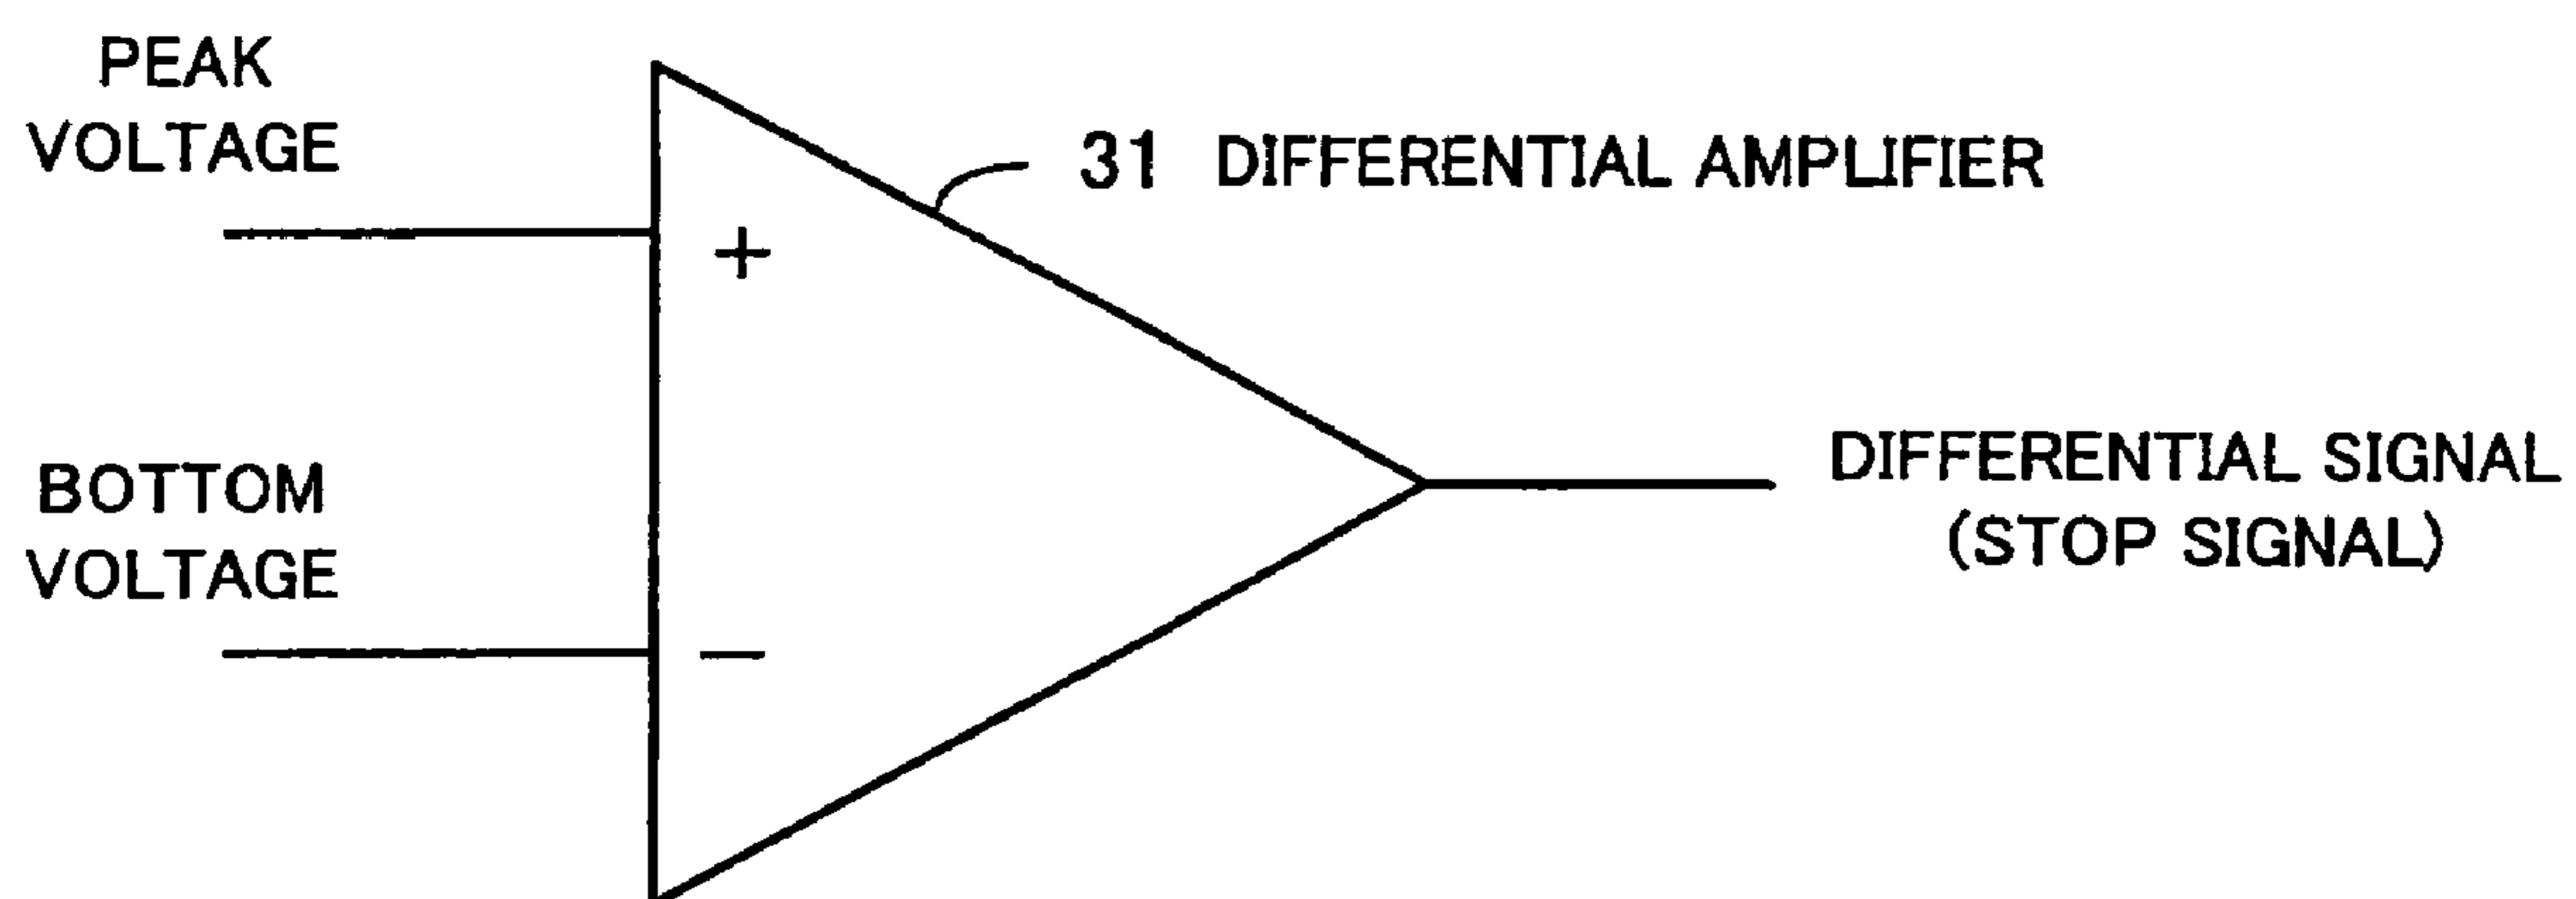 PEAK
VOLTAGE
31 DIFFERENTIAL AMPLIFIER
+
BOTTOM
VOLTAGE
−
DIFFERENTIAL SIGNAL
(STOP SIGNAL)